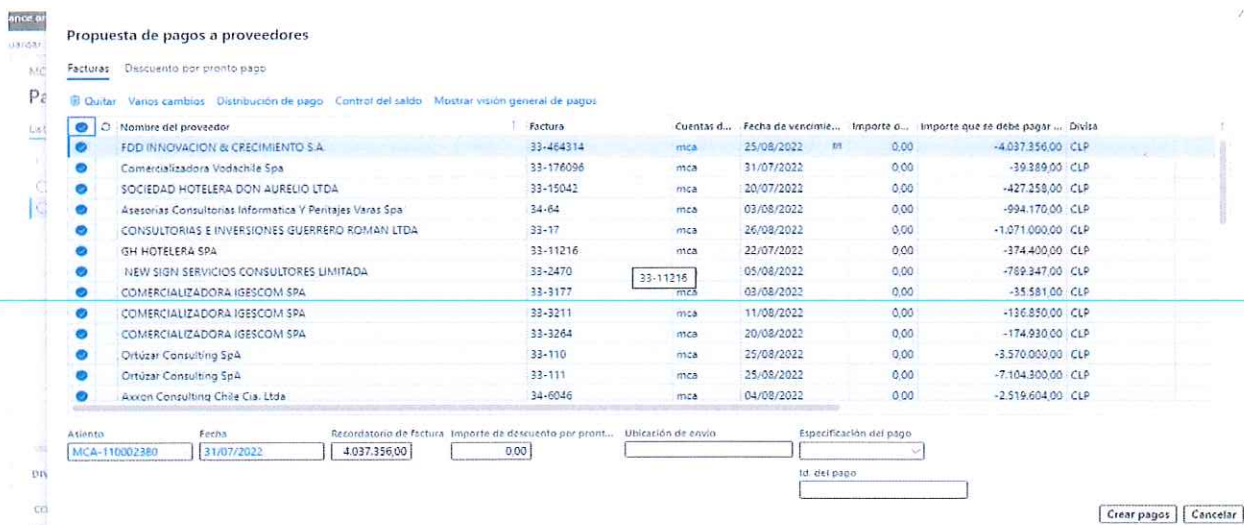 ance or
Propuesta de pagos a proveedores
Facturas Descuento por pronto pago
Quitar Varios cambios Distribución de pago Control del saldo Mostrar visión general de pagos
Nombre del proveedor Factura Cuentas d... Fecha de vencimie... Importe d... Importe que se debe pagar ... Divisa
FDD INNOVACION & CRECIMIENTO S.A. 33-464314 mca 25/08/2022 0,00 -4.037.356,00 CLP
Comercializadora Vodachile Spa 33-176096 mca 31/07/2022 0,00 -39.389,00 CLP
SOCIEDAD HOTELERA DON AURELIO LTDA 33-15042 mca 20/07/2022 0,00 -427.258,00 CLP
Asesorias Consultorias Informatica Y Peritajes Varas Spa 34-64 mca 03/08/2022 0,00 -994.170,00 CLP
CONSULTORIAS E INVERSIONES GUERRERO ROMAN LTDA 33-17 mca 26/08/2022 0,00 -1.071.000,00 CLP
GH HOTELERA SPA 33-11216 mca 22/07/2022 0,00 -374.400,00 CLP
NEW SIGN SERVICIOS CONSULTORES LIMITADA 33-2470 05/08/2022 0,00 -789.347,00 CLP
33-11216
COMERCIALIZADORA IGESCOM SPA 33-3177 mca 03/08/2022 0,00 -35.581,00 CLP
COMERCIALIZADORA IGESCOM SPA 33-3211 mca 11/08/2022 0,00 -136.850,00 CLP
COMERCIALIZADORA IGESCOM SPA 33-3264 mca 20/08/2022 0,00 -174.930,00 CLP
Ortúzar Consulting SpA 33-110 mca 25/08/2022 0,00 -3.570.000,00 CLP
Ortúzar Consulting SpA 33-111 mca 25/08/2022 0,00 -7.104.300,00 CLP
Axxon Consulting Chile Cia. Ltda 34-6046 mca 04/08/2022 0,00 -2.519.604,00 CLP
Asiento Fecha Recordatorio de factura Importe de descuento por pront... Ubicación de envío Especificación del pago
MCA-110002380 31/07/2022 4.037.356,00 0,00
Id. del pago
Crear pagos Cancelar